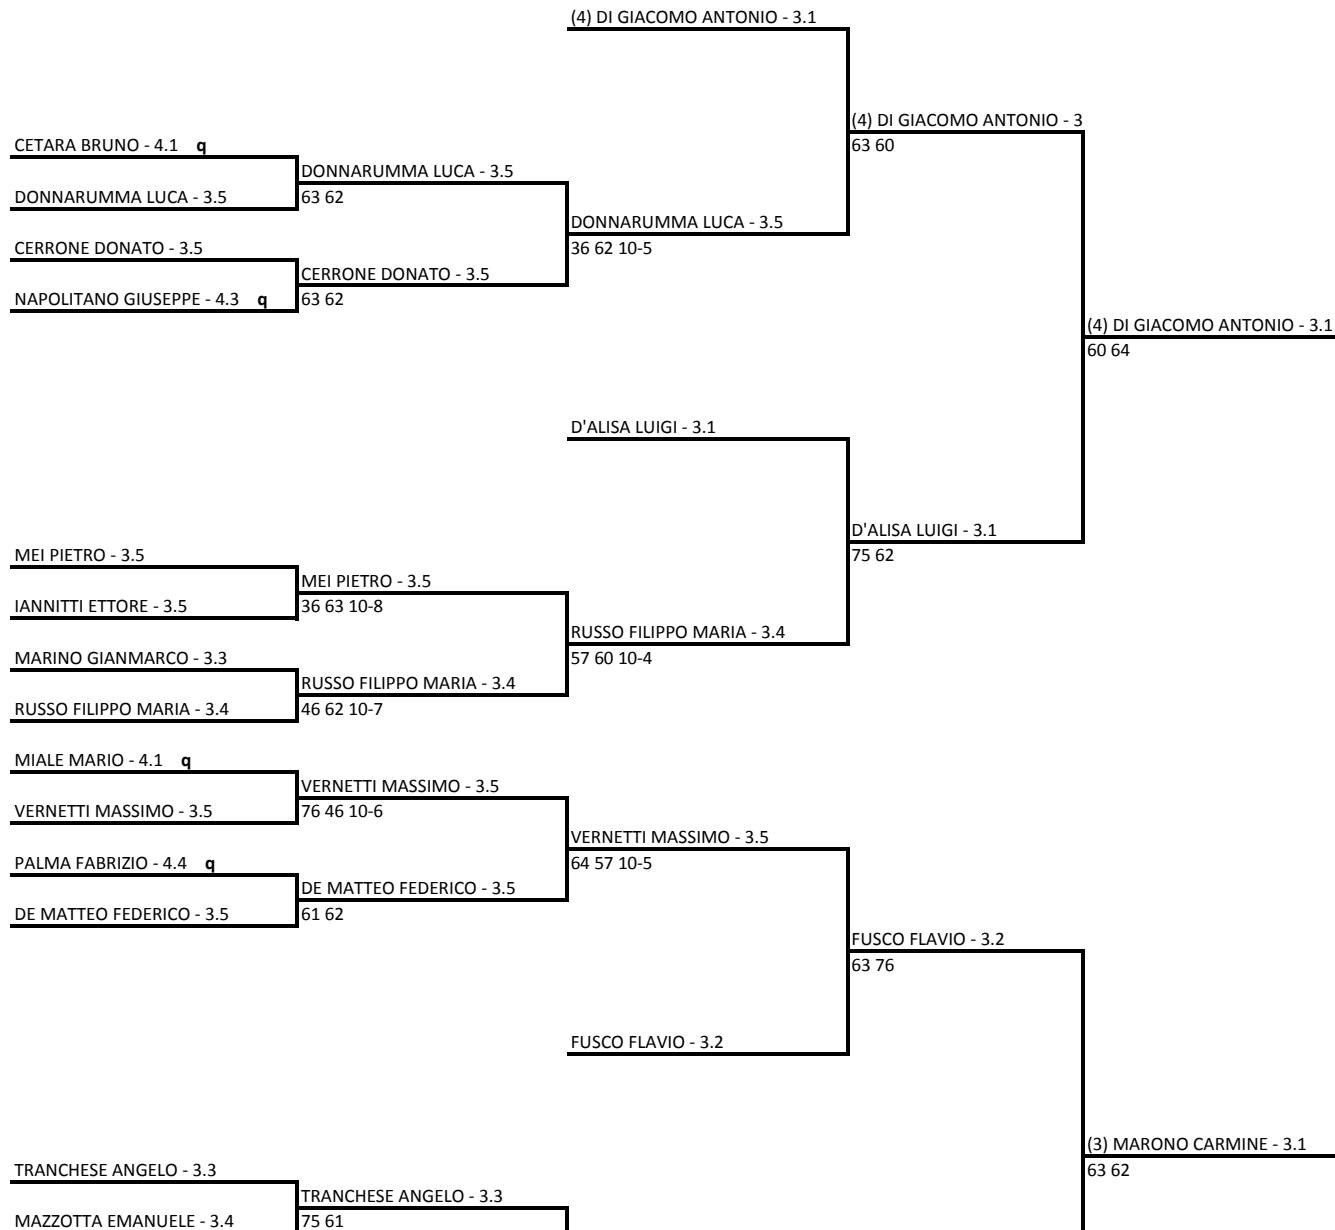 (4) DI GIACOMO ANTONIO - 3.1
(4) DI GIACOMO ANTONIO - 3
CETARA BRUNO - 4.1 q
63 60
DONNARUMMA LUCA - 3.5
DONNARUMMA LUCA - 3.5
63 62
DONNARUMMA LUCA - 3.5
CERRONE DONATO - 3.5
36 62 10-5
CERRONE DONATO - 3.5
NAPOLITANO GIUSEPPE - 4.3 q
63 62
(4) DI GIACOMO ANTONIO - 3.1
60 64
D'ALISA LUIGI - 3.1
D'ALISA LUIGI - 3.1
MEI PIETRO - 3.5
75 62
MEI PIETRO - 3.5
IANNITTI ETTORE - 3.5
36 63 10-8
RUSSO FILIPPO MARIA - 3.4
MARINO GIANMARCO - 3.3
57 60 10-4
RUSSO FILIPPO MARIA - 3.4
RUSSO FILIPPO MARIA - 3.4
46 62 10-7
MIALE MARIO - 4.1 q
VERNETTI MASSIMO - 3.5
VERNETTI MASSIMO - 3.5
76 46 10-6
VERNETTI MASSIMO - 3.5
PALMA FABRIZIO - 4.4 q
64 57 10-5
DE MATTEO FEDERICO - 3.5
DE MATTEO FEDERICO - 3.5
61 62
FUSCO FLAVIO - 3.2
63 76
FUSCO FLAVIO - 3.2
(3) MARONO CARMINE - 3.1
TRANCHESE ANGELO - 3.3
63 62
TRANCHESE ANGELO - 3.3
MAZZOTTA EMANUELE - 3.4
75 61